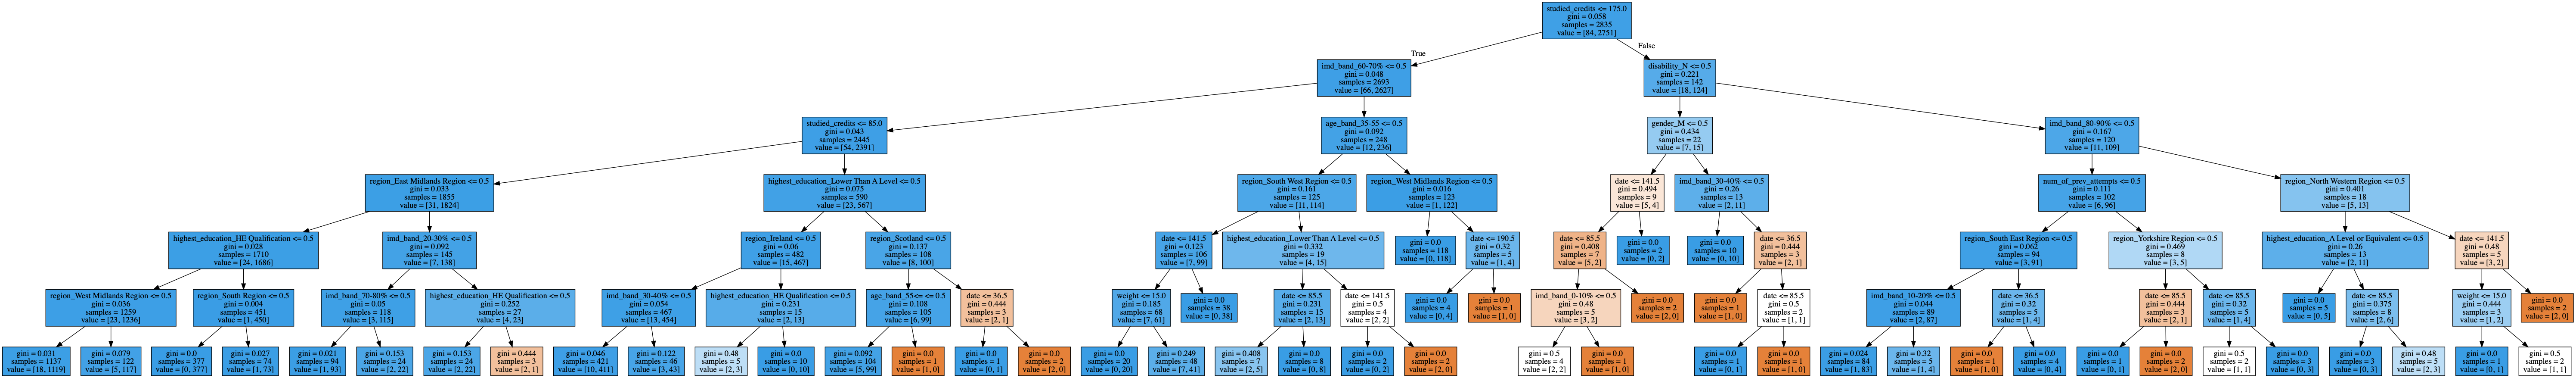 studied_credits <= 175.0
gini = 0.058
samples = 2835
value = [84, 2751]
True
False
imd_band_60-70% <= 0.5
gini = 0.048
samples = 2693
value = [66, 2627]
disability_N <= 0.5
gini = 0.221
samples = 142
value = [18, 124]
studied_credits <= 85.0
gini = 0.043
samples = 2445
value = [54, 2391]
age_band_35-55 <= 0.5
gini = 0.092
samples = 248
value = [12, 236]
gender_M <= 0.5
gini = 0.434
samples = 22
value = [7, 15]
imd_band_80-90% <= 0.5
gini = 0.167
samples = 120
value = [11, 109]
region_East Midlands Region <= 0.5
gini = 0.033
samples = 1855
value = [31, 1824]
highest_education_Lower Than A Level <= 0.5
gini = 0.075
samples = 590
value = [23, 567]
region_South West Region <= 0.5
gini = 0.161
samples = 125
value = [11, 114]
region_West Midlands Region <= 0.5
gini = 0.016
samples = 123
value = [1, 122]
date <= 141.5
gini = 0.494
samples = 9
value = [5, 4]
imd_band_30-40% <= 0.5
gini = 0.26
samples = 13
value = [2, 11]
num_of_prev_attempts <= 0.5
gini = 0.111
samples = 102
value = [6, 96]
region_North Western Region <= 0.5
gini = 0.401
samples = 18
value = [5, 13]
highest_education_HE Qualification <= 0.5
gini = 0.028
samples = 1710
value = [24, 1686]
imd_band_20-30% <= 0.5
gini = 0.092
samples = 145
value = [7, 138]
region_Ireland <= 0.5
gini = 0.06
samples = 482
value = [15, 467]
region_Scotland <= 0.5
gini = 0.137
samples = 108
value = [8, 100]
date <= 141.5
gini = 0.123
samples = 106
value = [7, 99]
highest_education_Lower Than A Level <= 0.5
gini = 0.332
samples = 19
value = [4, 15]
gini = 0.0
samples = 118
value = [0, 118]
date <= 190.5
gini = 0.32
samples = 5
value = [1, 4]
date <= 85.5
gini = 0.408
samples = 7
value = [5, 2]
gini = 0.0
samples = 2
value = [0, 2]
gini = 0.0
samples = 10
value = [0, 10]
date <= 36.5
gini = 0.444
samples = 3
value = [2, 1]
region_South East Region <= 0.5
gini = 0.062
samples = 94
value = [3, 91]
region_Yorkshire Region <= 0.5
gini = 0.469
samples = 8
value = [3, 5]
highest_education_A Level or Equivalent <= 0.5
gini = 0.26
samples = 13
value = [2, 11]
date <= 141.5
gini = 0.48
samples = 5
value = [3, 2]
region_West Midlands Region <= 0.5
gini = 0.036
samples = 1259
value = [23, 1236]
region_South Region <= 0.5
gini = 0.004
samples = 451
value = [1, 450]
imd_band_70-80% <= 0.5
gini = 0.05
samples = 118
value = [3, 115]
highest_education_HE Qualification <= 0.5
gini = 0.252
samples = 27
value = [4, 23]
imd_band_30-40% <= 0.5
gini = 0.054
samples = 467
value = [13, 454]
highest_education_HE Qualification <= 0.5
gini = 0.231
samples = 15
value = [2, 13]
age_band_55<= <= 0.5
gini = 0.108
samples = 105
value = [6, 99]
date <= 36.5
gini = 0.444
samples = 3
value = [2, 1]
weight <= 15.0
gini = 0.185
samples = 68
value = [7, 61]
gini = 0.0
samples = 38
value = [0, 38]
date <= 85.5
gini = 0.231
samples = 15
value = [2, 13]
date <= 141.5
gini = 0.5
samples = 4
value = [2, 2]
gini = 0.0
samples = 4
value = [0, 4]
gini = 0.0
samples = 1
value = [1, 0]
imd_band_0-10% <= 0.5
gini = 0.48
samples = 5
value = [3, 2]
gini = 0.0
samples = 2
value = [2, 0]
gini = 0.0
samples = 1
value = [1, 0]
date <= 85.5
gini = 0.5
samples = 2
value = [1, 1]
imd_band_10-20% <= 0.5
gini = 0.044
samples = 89
value = [2, 87]
date <= 36.5
gini = 0.32
samples = 5
value = [1, 4]
date <= 85.5
gini = 0.444
samples = 3
value = [2, 1]
date <= 85.5
gini = 0.32
samples = 5
value = [1, 4]
gini = 0.0
samples = 5
value = [0, 5]
date <= 85.5
gini = 0.375
samples = 8
value = [2, 6]
weight <= 15.0
gini = 0.444
samples = 3
value = [1, 2]
gini = 0.0
samples = 2
value = [2, 0]
gini = 0.031
samples = 1137
value = [18, 1119]
gini = 0.079
samples = 122
value = [5, 117]
gini = 0.0
samples = 377
value = [0, 377]
gini = 0.027
samples = 74
value = [1, 73]
gini = 0.021
samples = 94
value = [1, 93]
gini = 0.153
samples = 24
value = [2, 22]
gini = 0.153
samples = 24
value = [2, 22]
gini = 0.444
samples = 3
value = [2, 1]
gini = 0.046
samples = 421
value = [10, 411]
gini = 0.122
samples = 46
value = [3, 43]
gini = 0.48
samples = 5
value = [2, 3]
gini = 0.0
samples = 10
value = [0, 10]
gini = 0.092
samples = 104
value = [5, 99]
gini = 0.0
samples = 1
value = [1, 0]
gini = 0.0
samples = 1
value = [0, 1]
gini = 0.0
samples = 2
value = [2, 0]
gini = 0.0
samples = 20
value = [0, 20]
gini = 0.249
samples = 48
value = [7, 41]
gini = 0.408
samples = 7
value = [2, 5]
gini = 0.0
samples = 8
value = [0, 8]
gini = 0.0
samples = 2
value = [0, 2]
gini = 0.0
samples = 2
value = [2, 0]
gini = 0.5
samples = 4
value = [2, 2]
gini = 0.0
samples = 1
value = [1, 0]
gini = 0.0
samples = 1
value = [0, 1]
gini = 0.0
samples = 1
value = [1, 0]
gini = 0.024
samples = 84
value = [1, 83]
gini = 0.32
samples = 5
value = [1, 4]
gini = 0.0
samples = 1
value = [1, 0]
gini = 0.0
samples = 4
value = [0, 4]
gini = 0.0
samples = 1
value = [0, 1]
gini = 0.0
samples = 2
value = [2, 0]
gini = 0.5
samples = 2
value = [1, 1]
gini = 0.0
samples = 3
value = [0, 3]
gini = 0.0
samples = 3
value = [0, 3]
gini = 0.48
samples = 5
value = [2, 3]
gini = 0.0
samples = 1
value = [0, 1]
gini = 0.5
samples = 2
value = [1, 1]